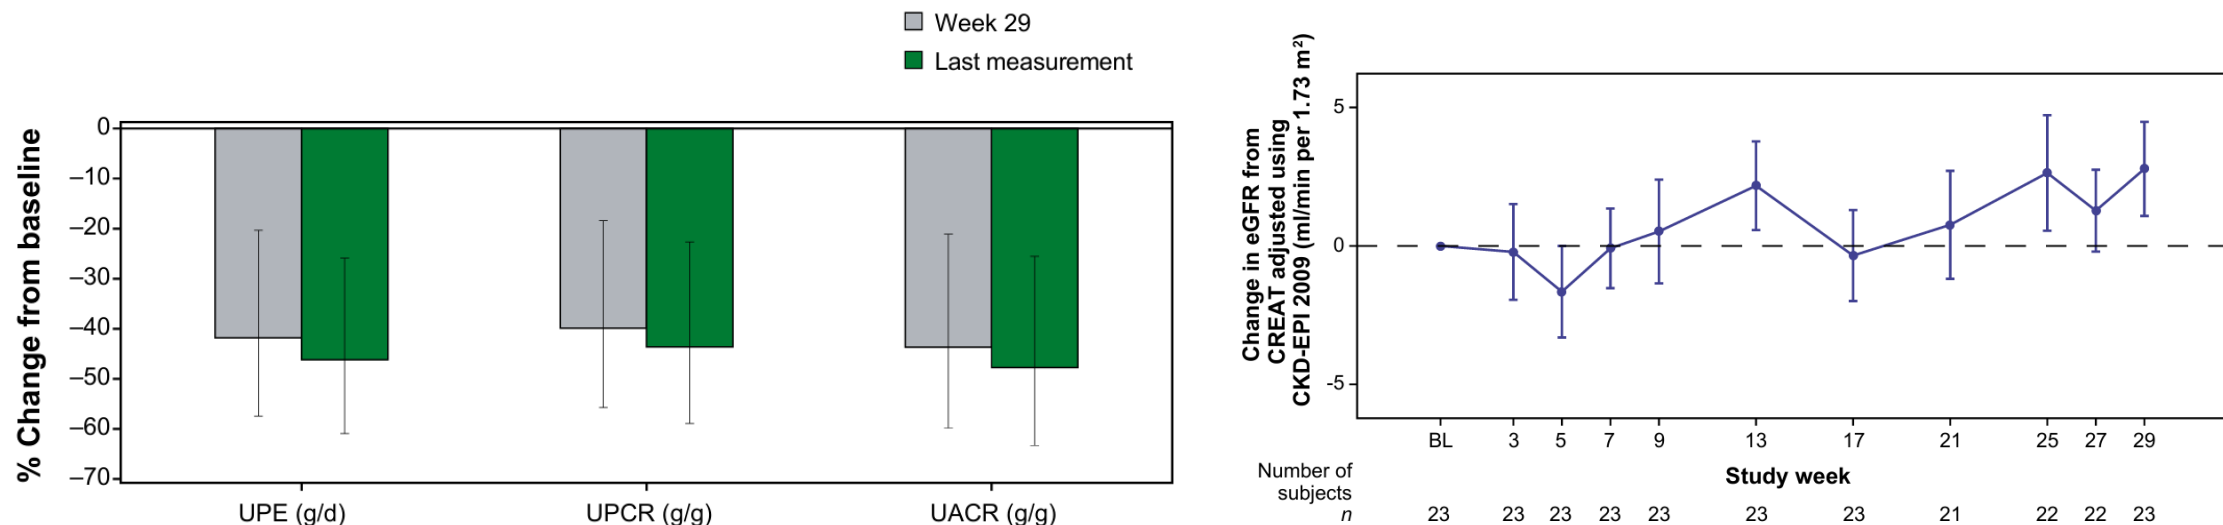 Week 29
Last measurement
% Change from baseline
0
–10
–20
–30
–40
–50
–60
–70
UPE (g/d) UPCR (g/g) UACR (g/g)
Change in eGFR from
CREAT adjusted using
CKD-EPI 2009 (ml/min per 1.73 m²)
5
0
-5
BL 3 5 7 9 13 17 21 25 27 29
Study week
Number of
subjects
n 23 23 23 23 23 23 23 21 22 22 23